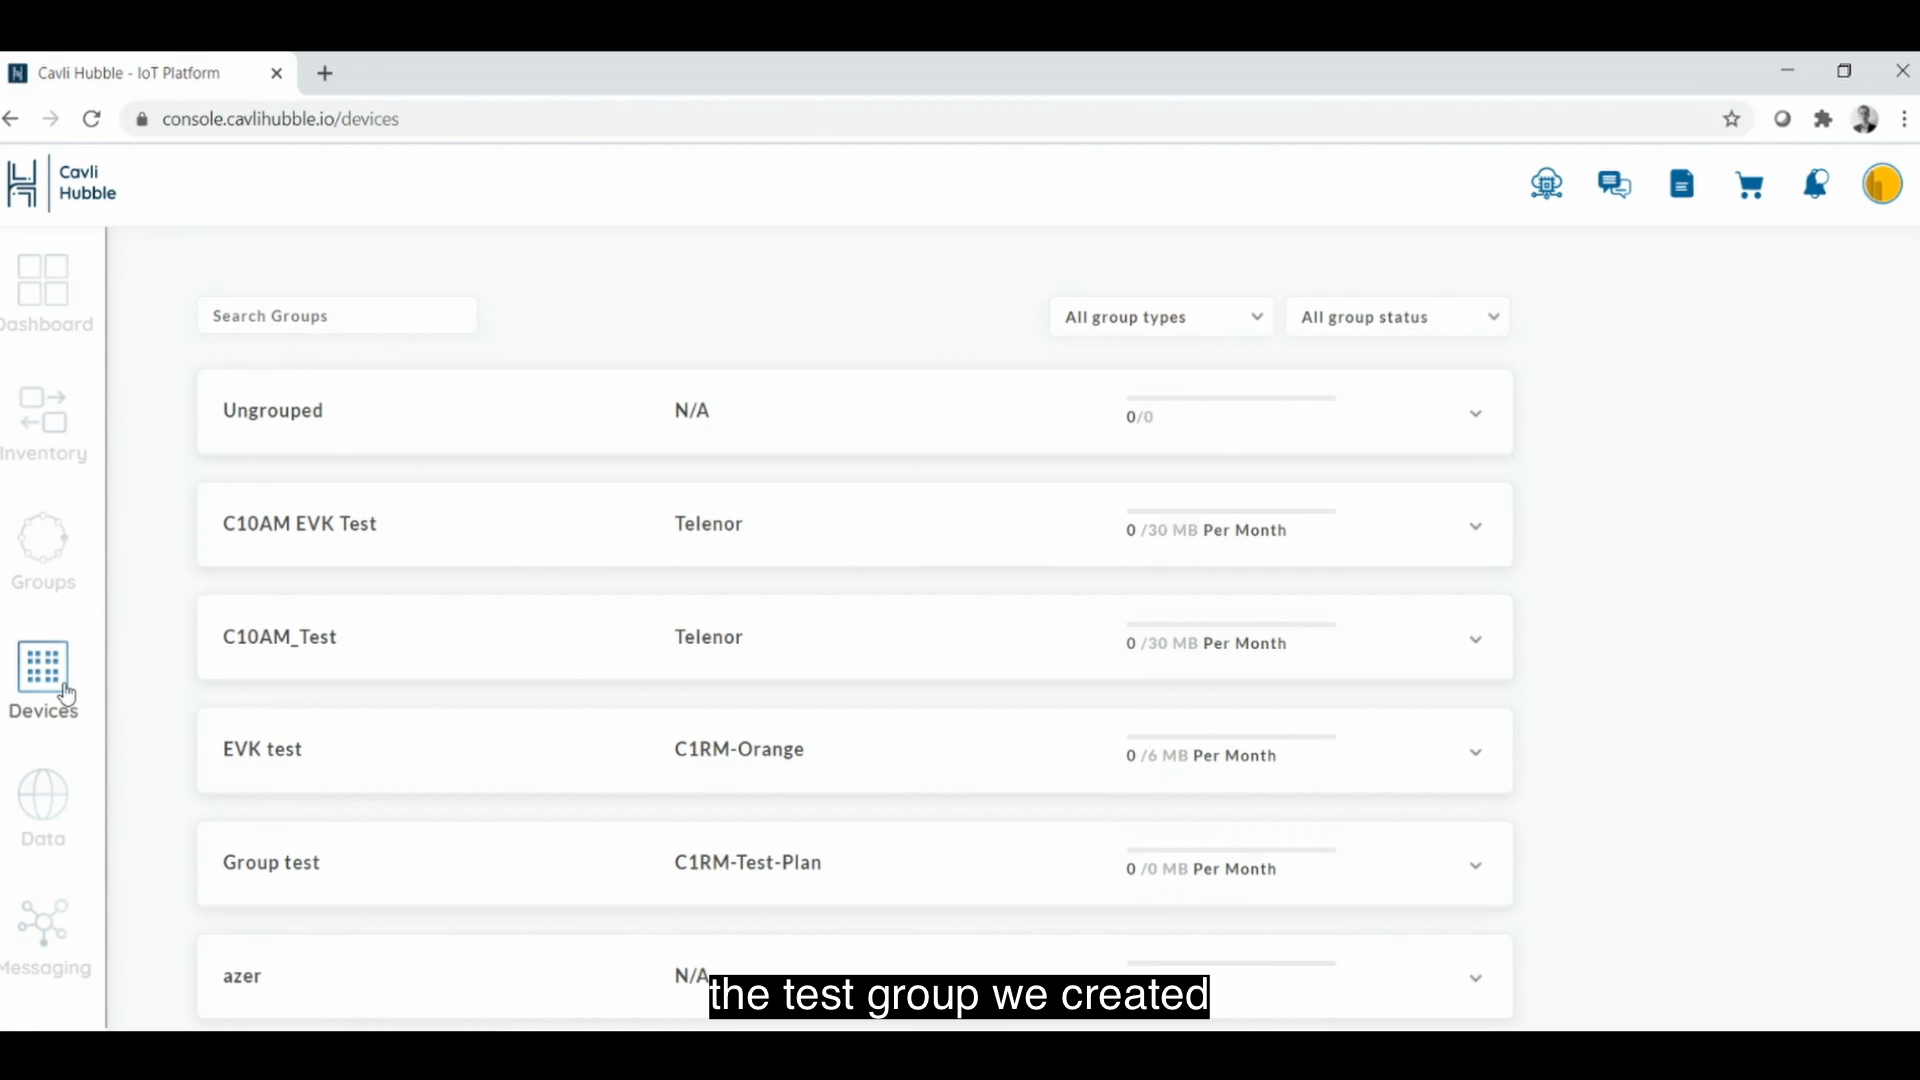 Cavli Hubble - IoT Platform
console.cavlihubble.io/devices
Cavli
Hubble
Dashboard
Inventory
Groups
Devices
Data
Messaging
Search Groups
All group types
All group status
Ungrouped N/A 0/0
C10AM EVK Test Telenor 0 /30 MB Per Month
C10AM_Test Telenor 0 /30 MB Per Month
EVK test C1RM-Orange 0 /6 MB Per Month
Group test C1RM-Test-Plan 0 /0 MB Per Month
azer N/A
the test group we created